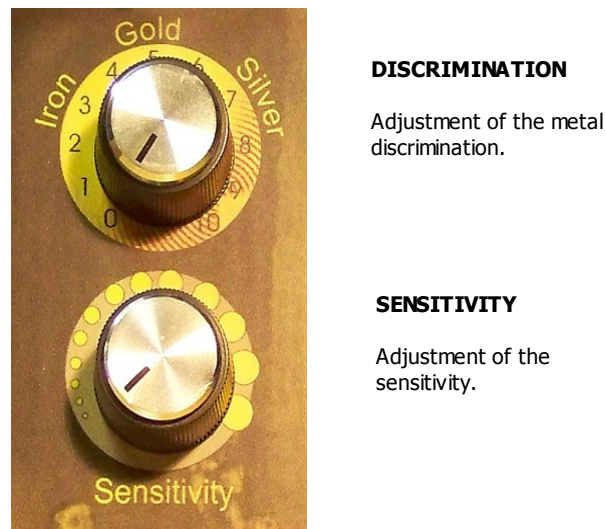 Gold
Iron
Silver
0
1
2
3
4
5
6
7
8
9
10
DISCRIMINATION
Adjustment of the metal
discrimination.
Sensitivity
SENSITIVITY
Adjustment of the
sensitivity.